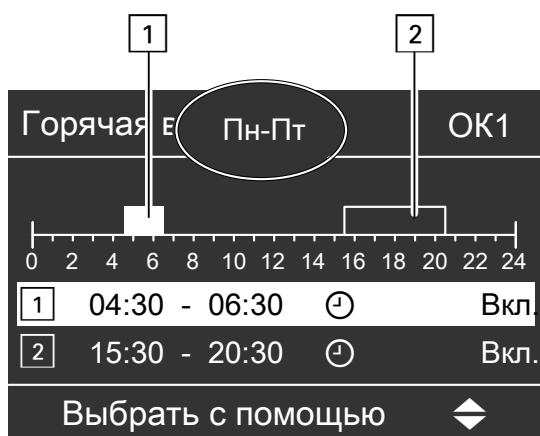 1 2
Горячая в Пн-Пт ОК1
0 2 4 6 8 10 12 14 16 18 20 22 24
1 04:30 - 06:30 Вкл.
2 15:30 - 20:30 Вкл.
Выбрать с помощью